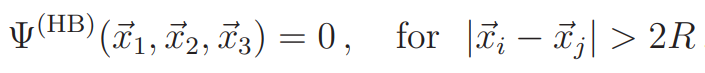 Ψ^(HB)(x⃗₁, x⃗₂, x⃗₃) = 0 , for |x⃗ᵢ − x⃗ⱼ| > 2R